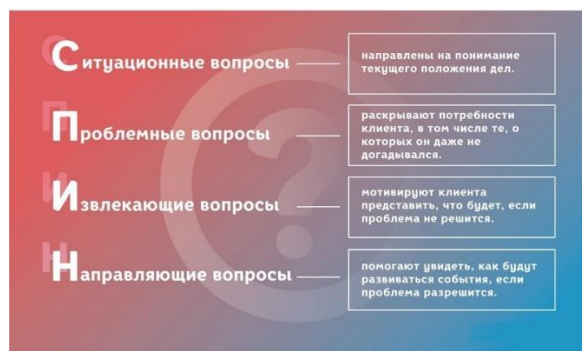 Ситуационные вопросы
направлены на понимание
текущего положения дел.
Проблемные вопросы
раскрывают потребности
клиента, в том числе те, о
которых он даже не
догадывался.
Извлекающие вопросы
мотивируют клиента
представить, что будет, если
проблема не решится.
Направляющие вопросы
помогают увидеть, как будут
развиваться события, если
проблема разрешится.